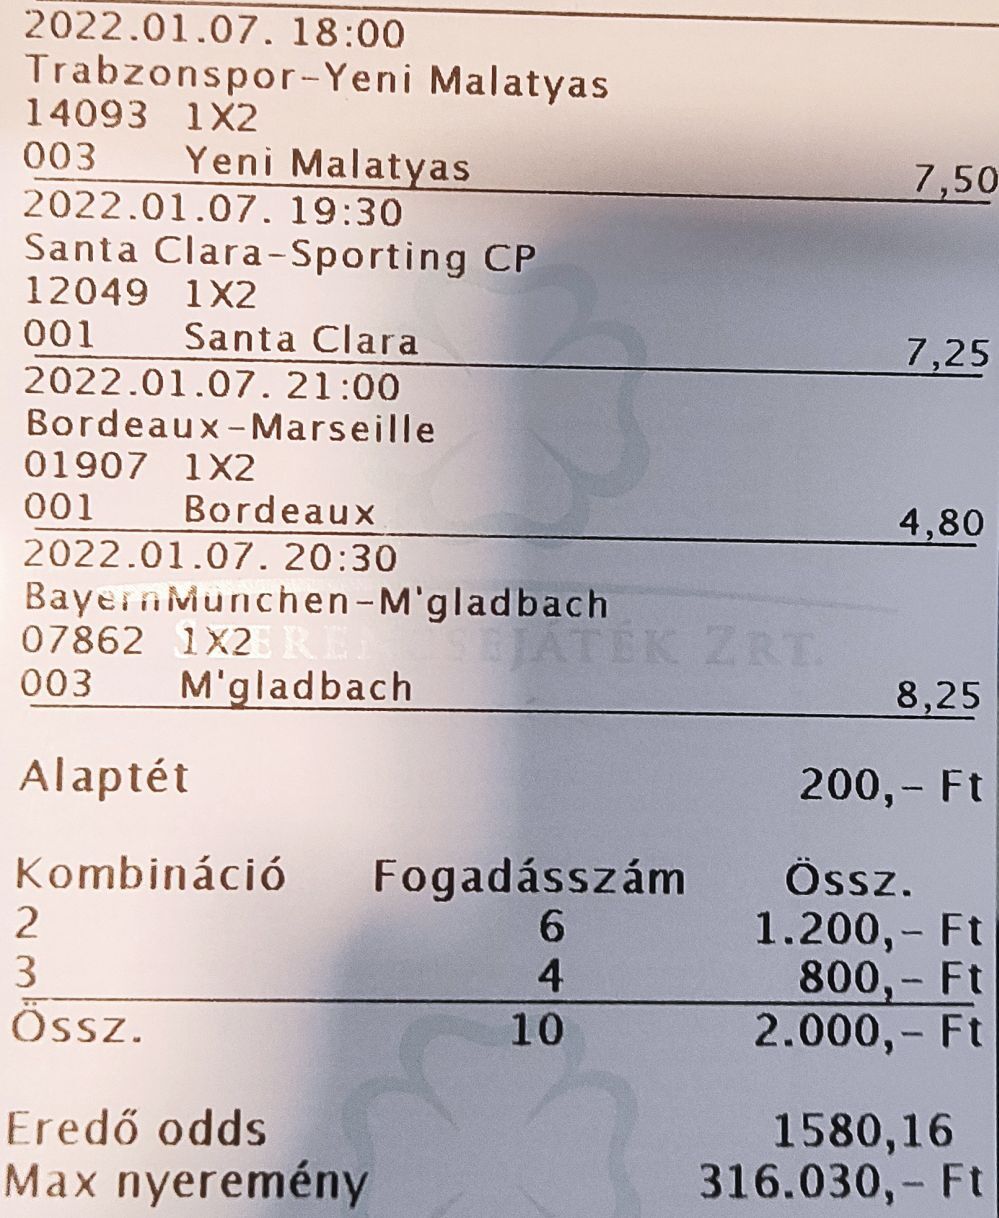 2022.01.07. 18:00
Trabzonspor-Yeni Malatyas
14093 1X2
003 Yeni Malatyas 7,50
2022.01.07. 19:30
Santa Clara-Sporting CP
12049 1X2
001 Santa Clara 7,25
2022.01.07. 21:00
Bordeaux-Marseille
01907 1X2
001 Bordeaux 4,80
2022.01.07. 20:30
BayernMünchen-M'gladbach
SZERENCSEJÁTÉK ZRT.
07862 1X2
003 M'gladbach 8,25
Alaptét 200,- Ft
Kombináció Fogadásszám Össz.
2 6 1.200,- Ft
3 4 800,- Ft
Össz. 10 2.000,- Ft
Eredő odds 1580,16
Max nyeremény 316.030,- Ft